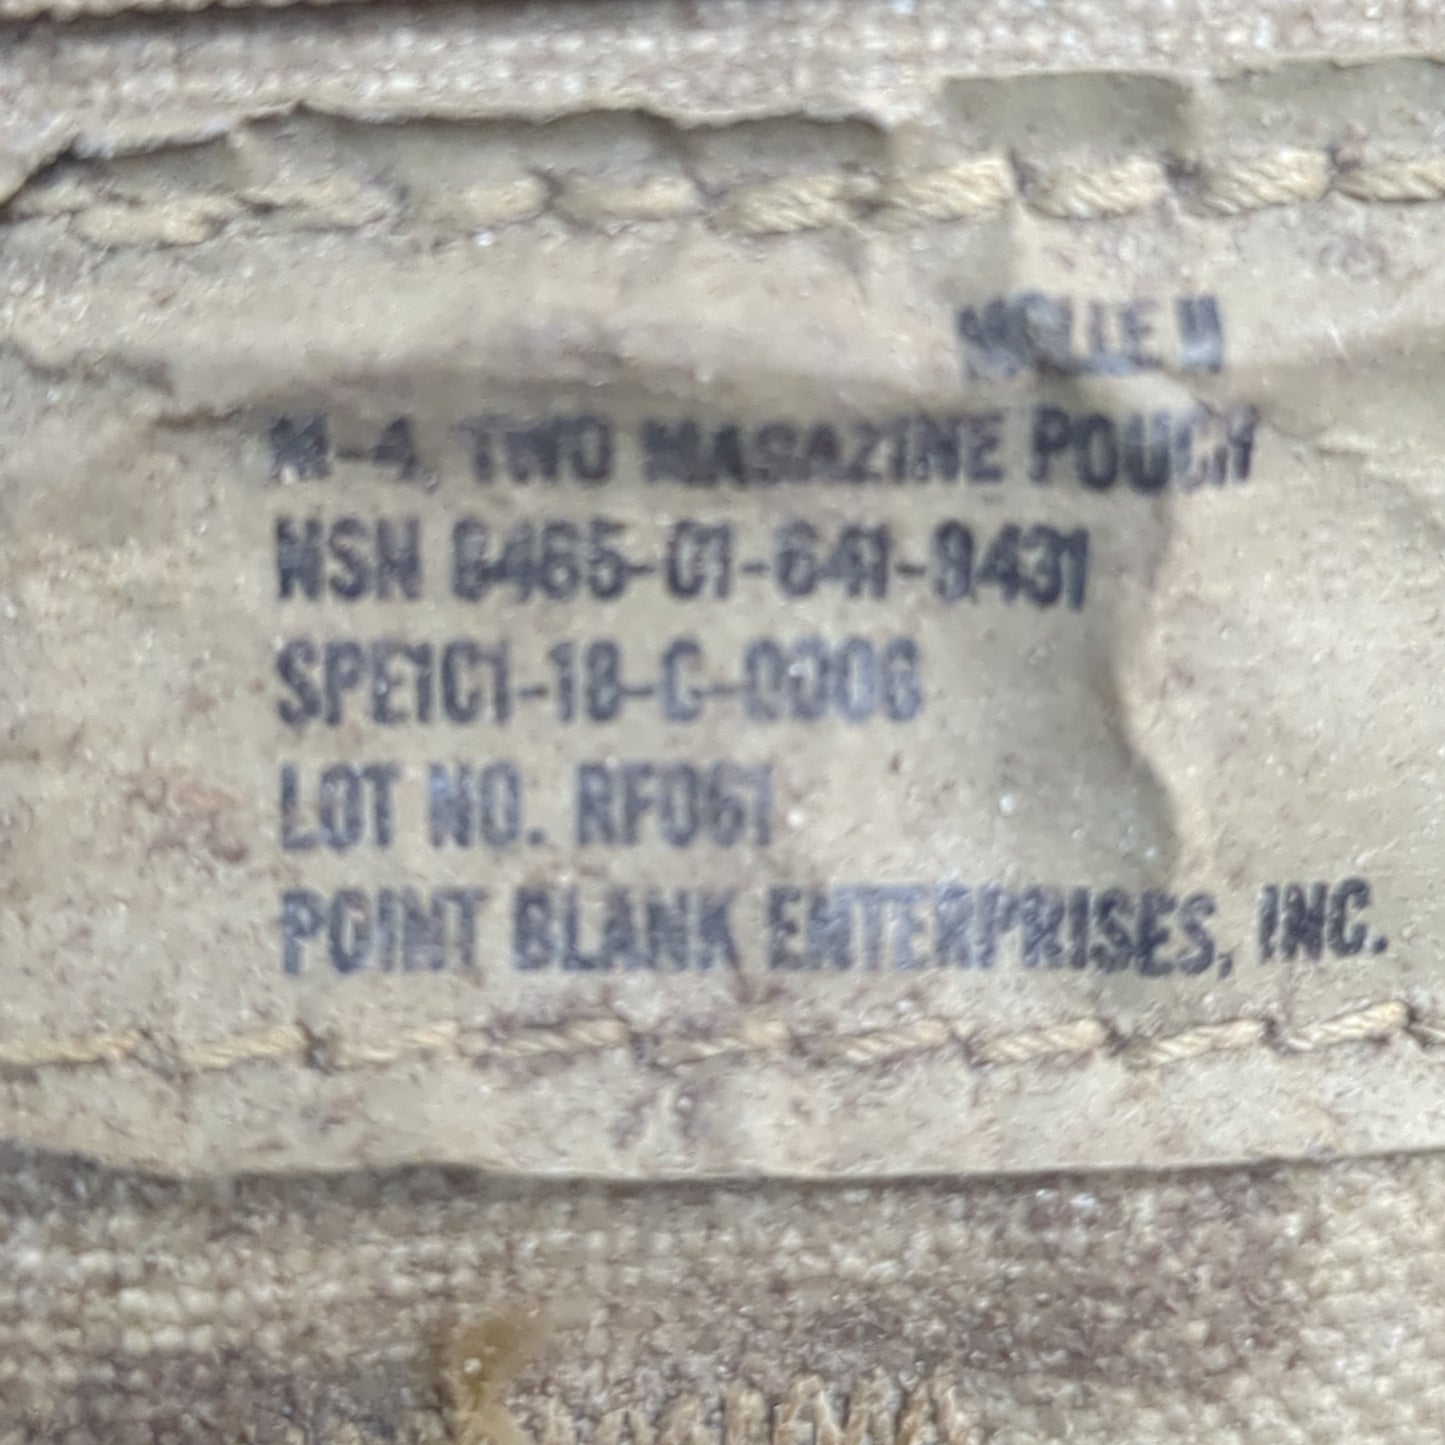 MOLLE II
M-4, TWO MAGAZINE POUCH
NSN 8465-01-641-9431
SPE1C1-18-C-0006
LOT NO. RF061
POINT BLANK ENTERPRISES, INC.